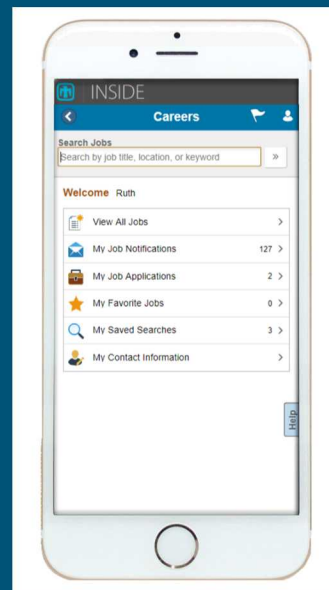 INSIDE
Careers
Search Jobs
Search by job title, location, or keyword
»
Welcome Ruth
View All Jobs
My Job Notifications 127
My Job Applications 2
My Favorite Jobs 0
My Saved Searches 3
My Contact Information
Help